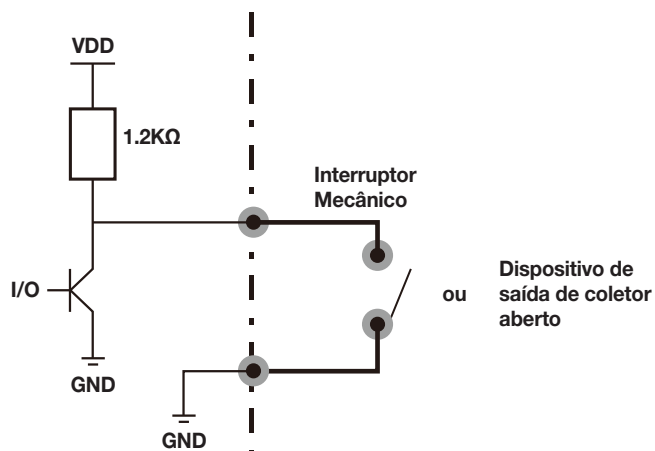 VDD
1.2KΩ
Interruptor
Mecânico
I/O
ou
Dispositivo de
saída de coletor
aberto
GND
GND